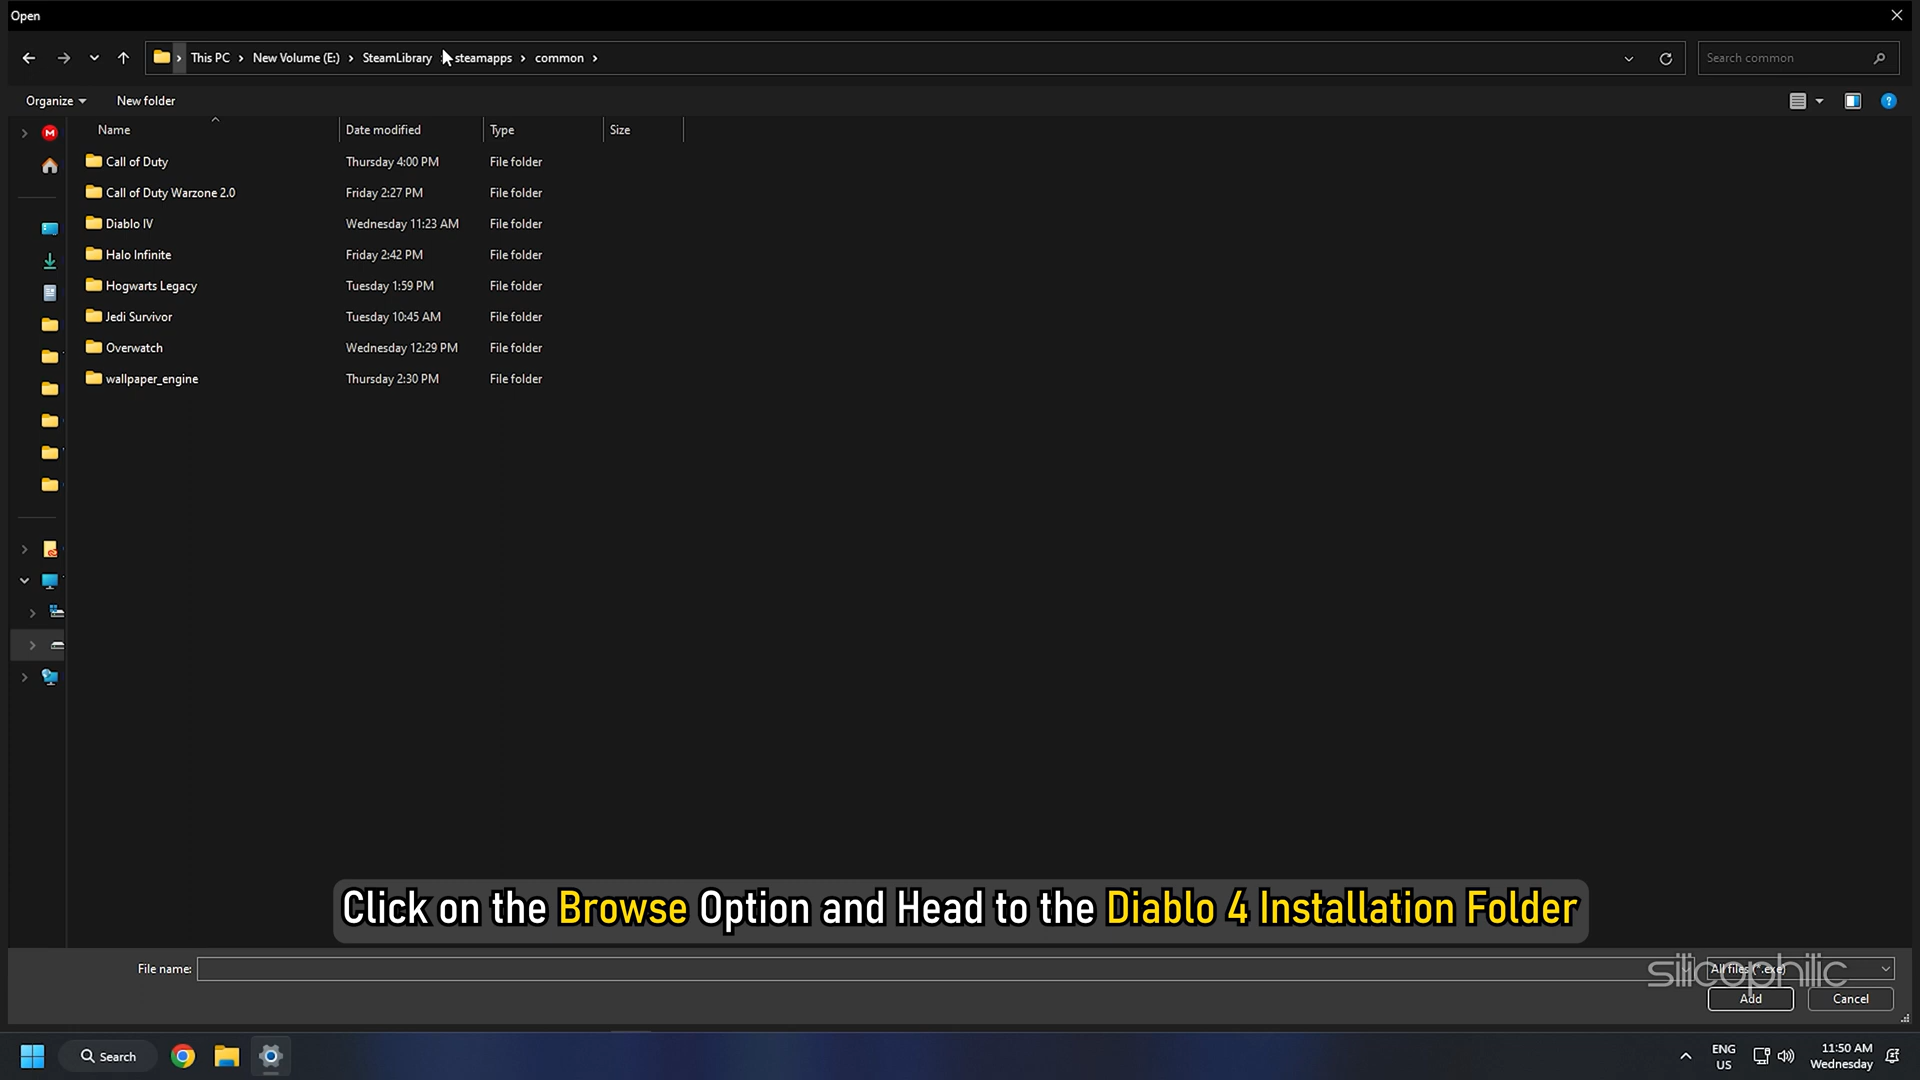 Open
This PC New Volume (E:) SteamLibrary steamapps common
Search common
Organize New folder
Name Date modified Type Size
Call of Duty Thursday 4:00 PM File folder
Call of Duty Warzone 2.0 Friday 2:27 PM File folder
Diablo IV Wednesday 11:23 AM File folder
Halo Infinite Friday 2:42 PM File folder
Hogwarts Legacy Tuesday 1:59 PM File folder
Jedi Survivor Tuesday 10:45 AM File folder
Overwatch Wednesday 12:29 PM File folder
wallpaper_engine Thursday 2:30 PM File folder
Click on the Browse Option and Head to the Diablo 4 Installation Folder
File name:
All files (*.exe)
silicophilic
Add Cancel
Search
ENG
US
11:50 AM
Wednesday